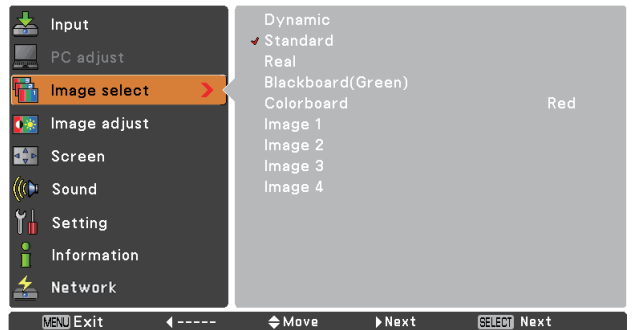 Input
PC adjust
Image select
Image adjust
Screen
Sound
Setting
Information
Network
Dynamic
Standard
Real
Blackboard(Green)
Colorboard Red
Image 1
Image 2
Image 3
Image 4
MENU Exit ----- Move Next SELECT Next